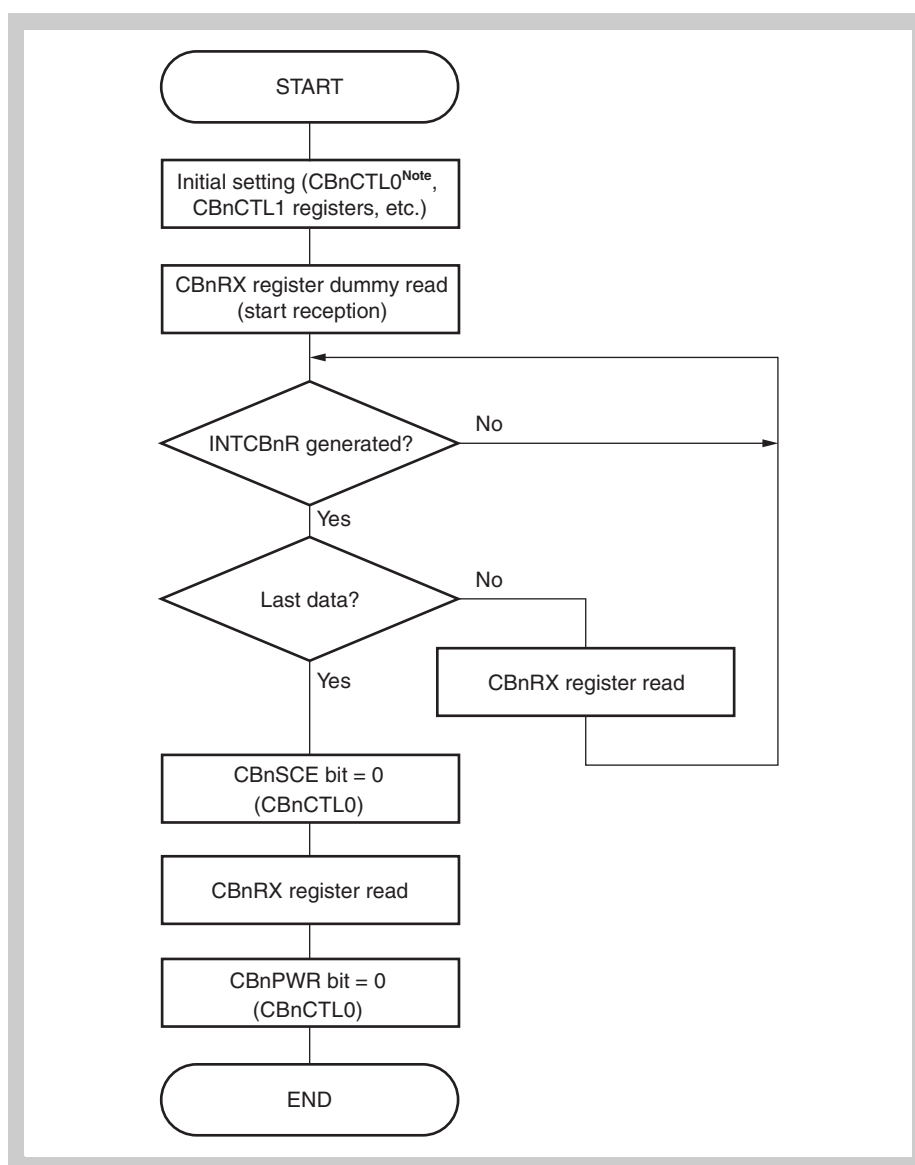 START
Initial setting (CBnCTL0Note,
CBnCTL1 registers, etc.)
CBnRX register dummy read
(start reception)
INTCBnR generated?
No
Yes
Last data?
No
CBnRX register read
Yes
CBnSCE bit = 0
(CBnCTL0)
CBnRX register read
CBnPWR bit = 0
(CBnCTL0)
END